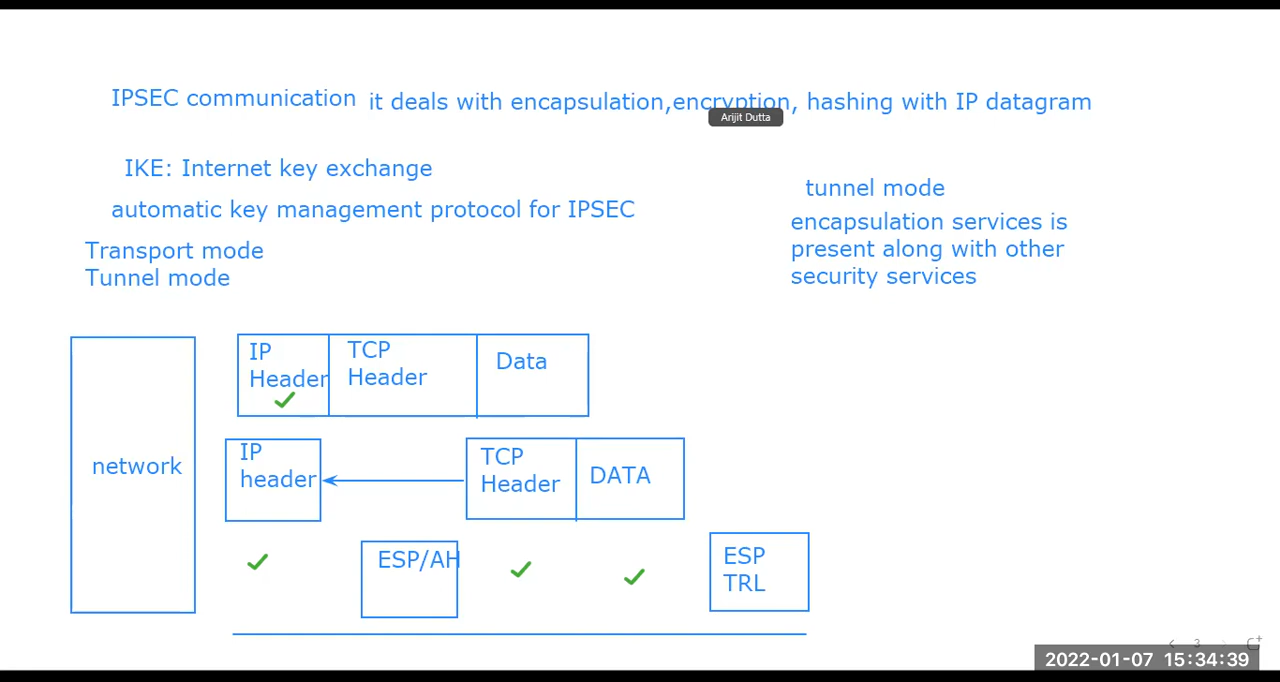 IPSEC communication it deals with encapsulation,encryption, hashing with IP datagram
Arijit Dutta
IKE: Internet key exchange
automatic key management protocol for IPSEC
Transport mode
Tunnel mode
tunnel mode
encapsulation services is
present along with other
security services
network
IP
Header
TCP
Header
Data
IP
header
TCP
Header
DATA
ESP/AH
ESP
TRL
3
2022-01-07 15:34:39